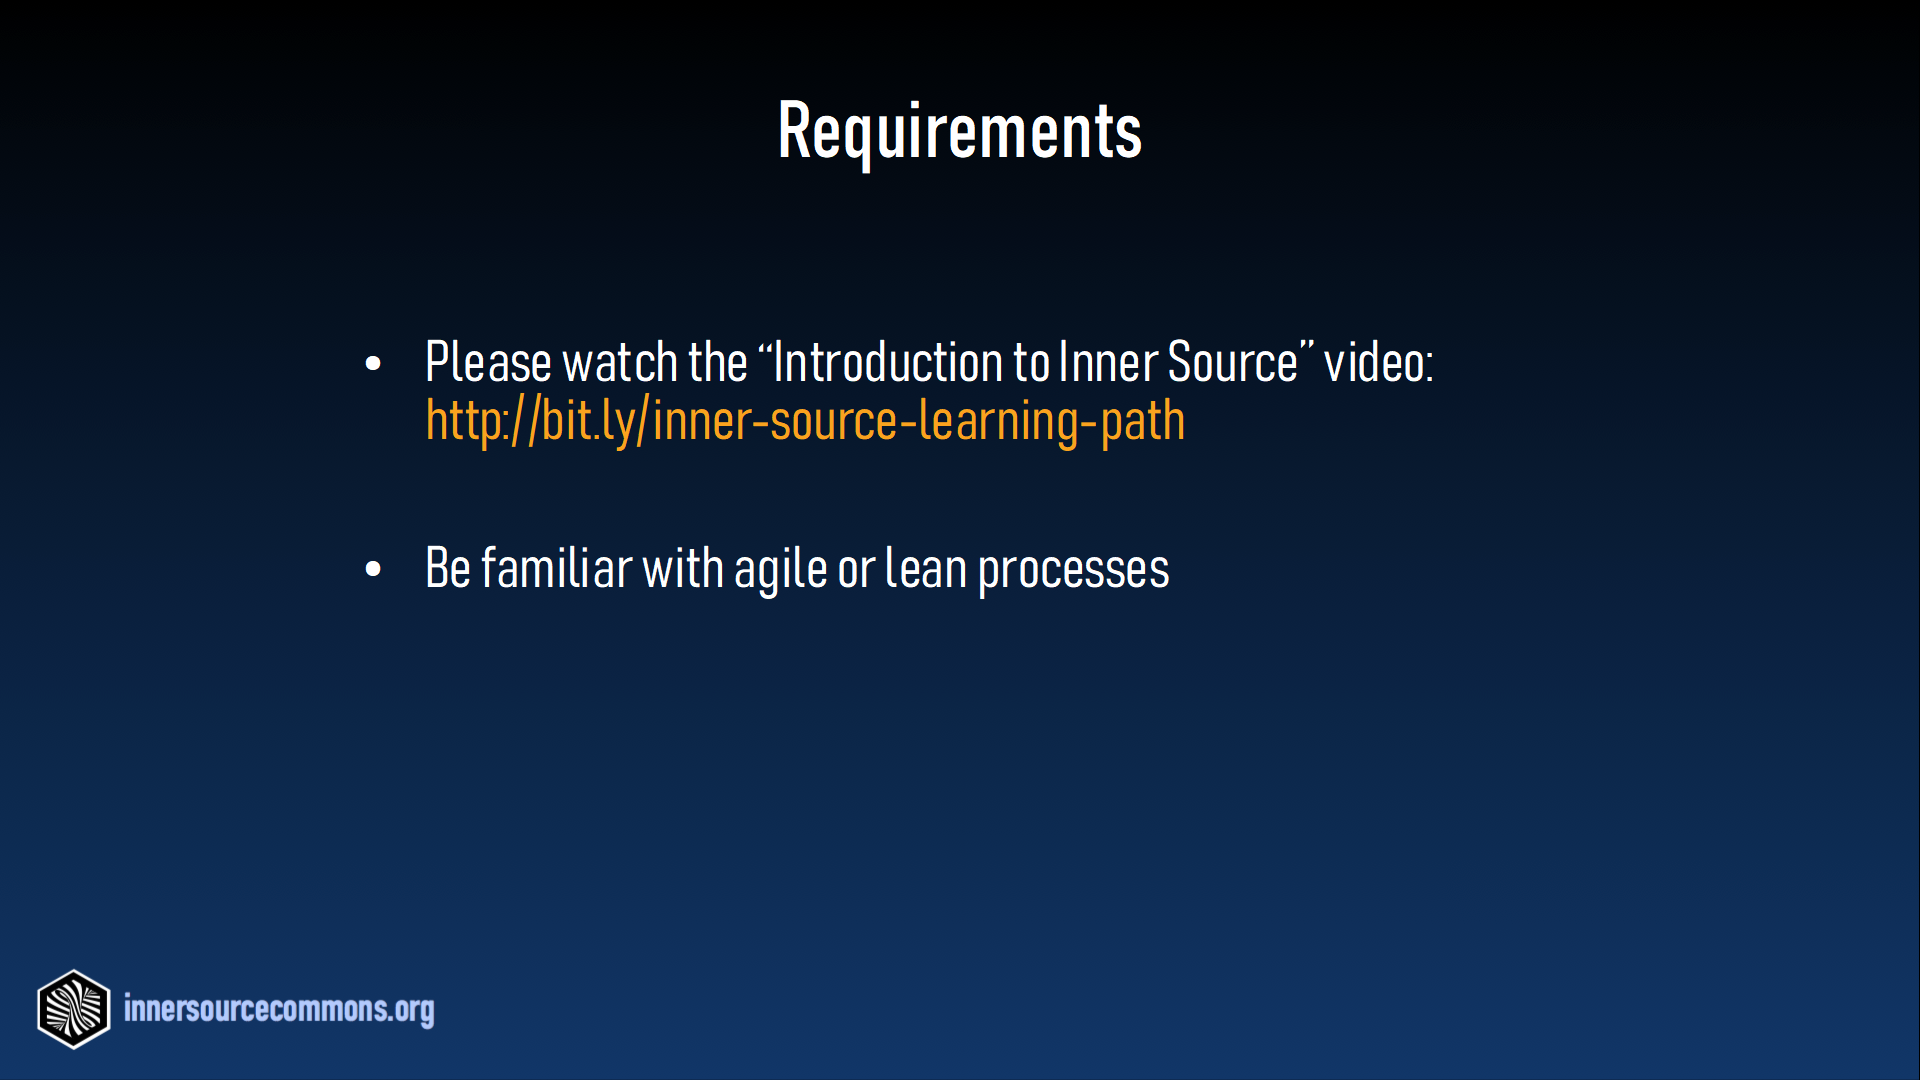 Requirements
• Please watch the “Introduction to Inner Source” video:
http://bit.ly/inner-source-learning-path
• Be familiar with agile or lean processes
innersourcecommons.org